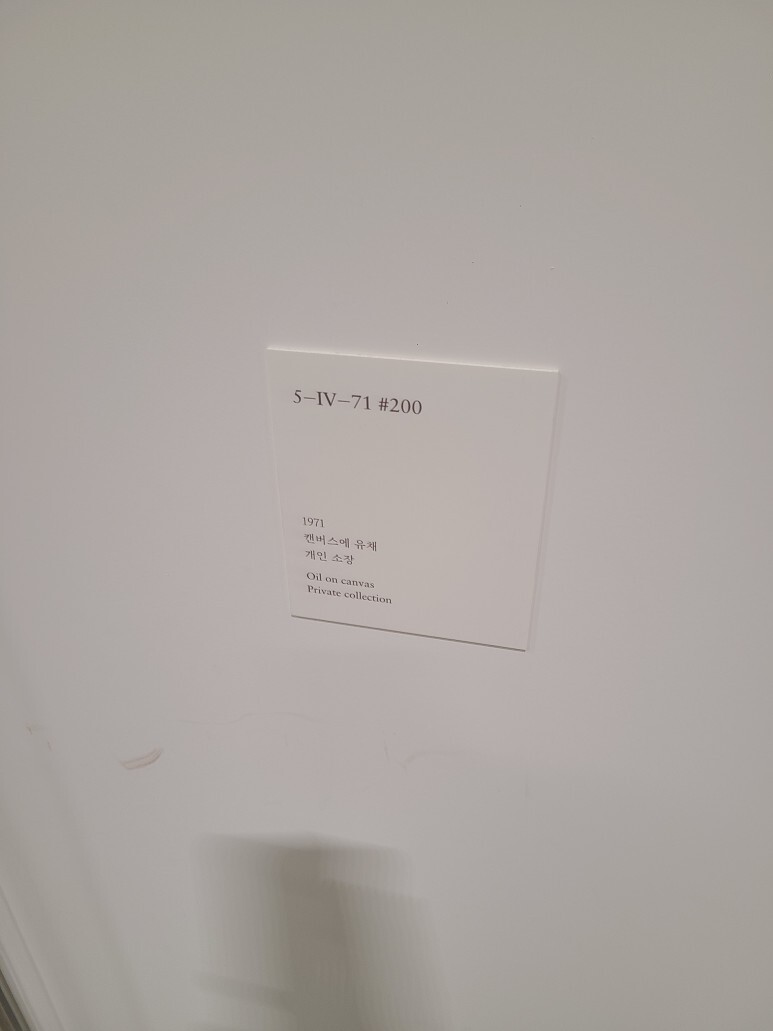 5–IV–71 #200
1971
캔버스에 유채
개인 소장
Oil on canvas
Private collection